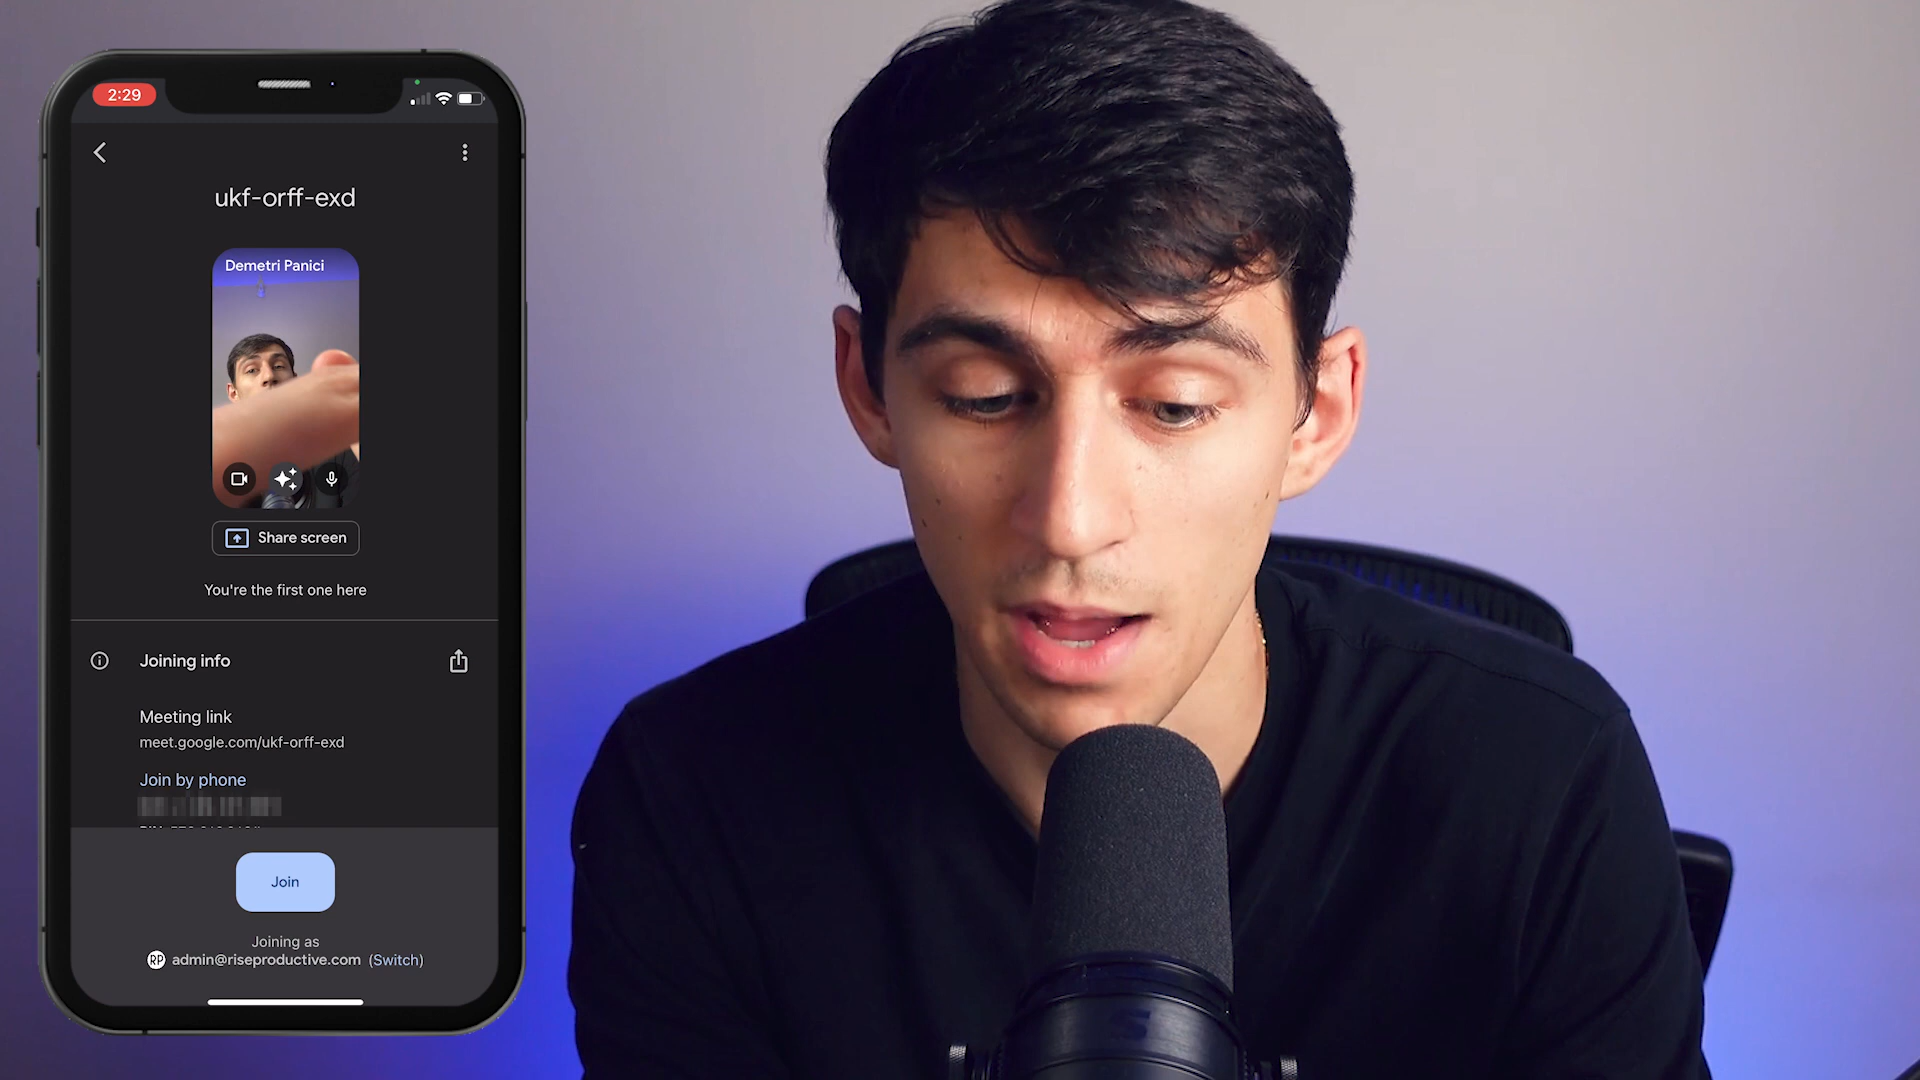 2:29
ukf-orff-exd
Demetri Panici
Share screen
You're the first one here
Joining info
Meeting link
meet.google.com/ukf-orff-exd
Join by phone
Join
Joining as
RP admin@riseproductive.com (Switch)